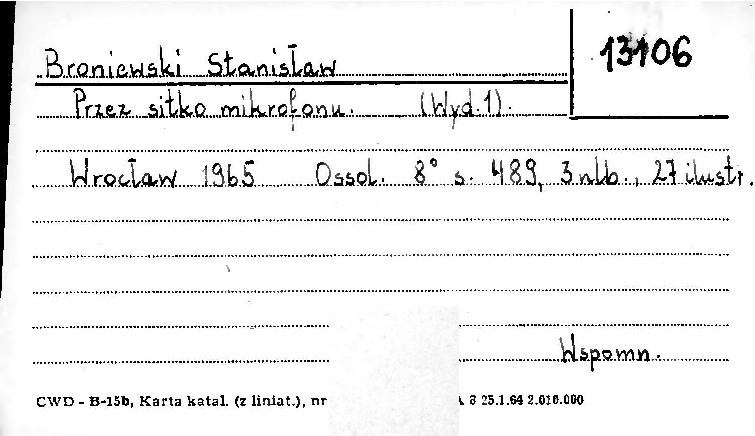 13106
Broniewski Stanisław
Przez sitko mikrofonu. (Wyd.1).
Wrocław 1965 Ossol. 8° s. 489, 3 nlb., 27 ilustr.
Wspomn.
CWD - B-15b, Karta katal. (z liniat.), nr 8 25.1.64 2.010.000